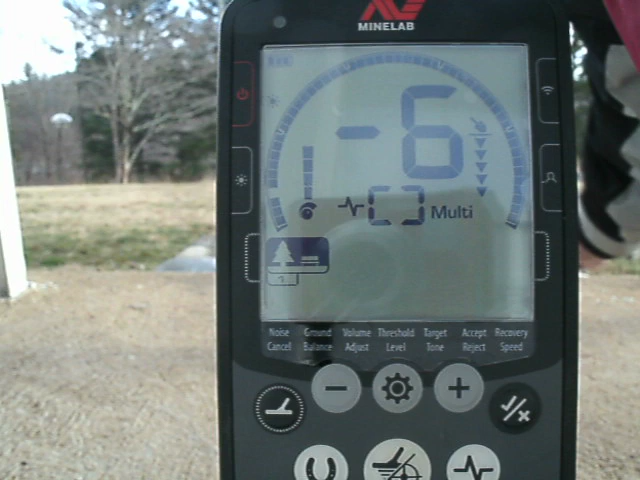 MINELAB
-6
Multi
Noise Ground Volume Threshold Target Accept Recovery
Cancel Balance Adjust Level Tone Reject Speed